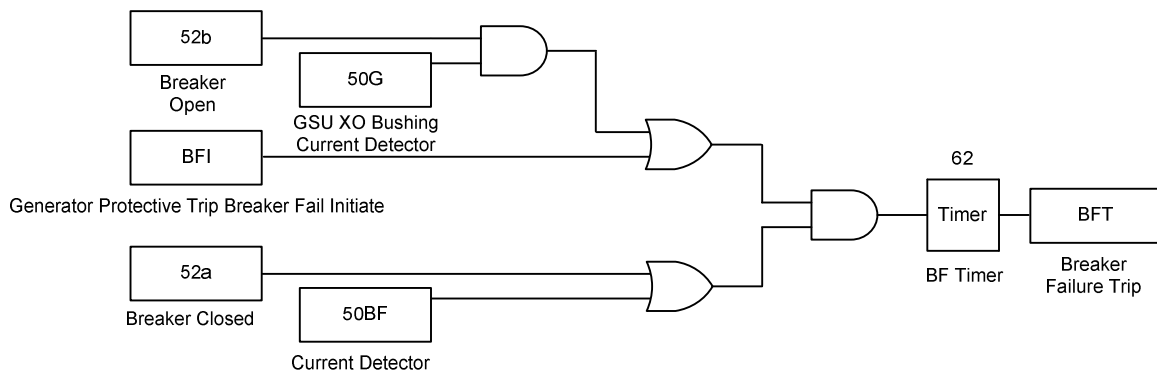 52b
Breaker
Open
50G
GSU XO Bushing
Current Detector
BFI
Generator Protective Trip Breaker Fail Initiate
52a
Breaker Closed
50BF
Current Detector
62
Timer
BF Timer
BFT
Breaker
Failure Trip